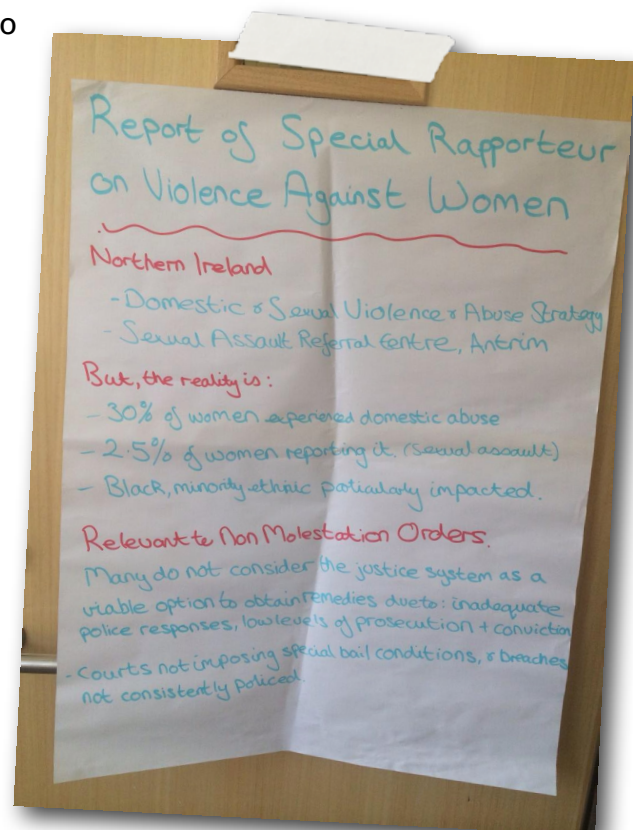 o
Report of Special Rapporteur
on Violence Against Women
Northern Ireland
- Domestic & Sexual Violence & Abuse Strategy
- Sexual Assault Referral Centre, Antrim
But, the reality is:
- 30% of women experienced domestic abuse
- 2.5% of women reporting it. (sexual assault)
- Black, minority ethnic particularly impacted.
Relevant to Non Molestation Orders.
Many do not consider the justice system as a
viable option to obtain remedies due to: inadequate
police responses, low levels of prosecution + conviction
- Courts not imposing special bail conditions, & breaches
not consistently policed.